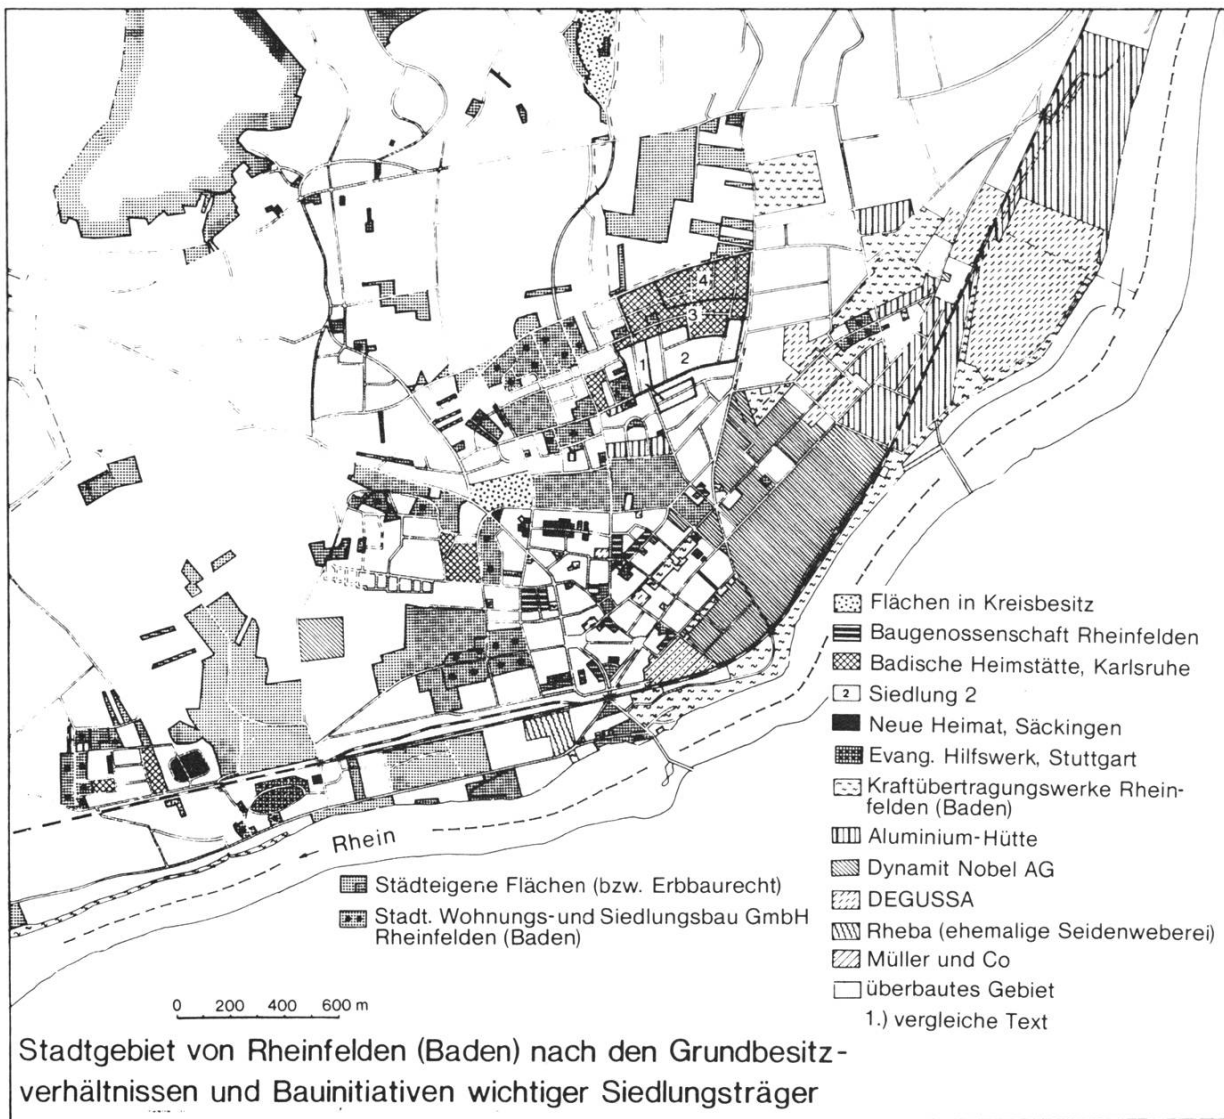 4
3
2
1
Flächen in Kreisbesitz
Baugenossenschaft Rheinfelden
Badische Heimstätte, Karlsruhe
2 Siedlung 2
Neue Heimat, Säckingen
Evang. Hilfswerk, Stuttgart
Kraftübertragungswerke Rhein-
felden (Baden)
Aluminium-Hütte
Dynamit Nobel AG
DEGUSSA
Rheba (ehemalige Seidenweberei)
Müller und Co
überbautes Gebiet
1.) vergleiche Text
Rhein
Städteigene Flächen (bzw. Erbbaurecht)
Stadt. Wohnungs-und Siedlungsbau GmbH
Rheinfelden (Baden)
0 200 400 600 m
Stadtgebiet von Rheinfelden (Baden) nach den Grundbesitz-
verhältnissen und Bauinitiativen wichtiger Siedlungsträger